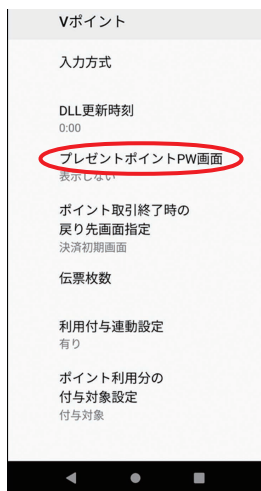 Vポイント
入力方式
DLL更新時刻
0:00
プレゼントポイントPW画面
表示しない
ポイント取引終了時の
戻り先画面指定
決済初期画面
伝票枚数
利用付与連動設定
有り
ポイント利用分の
付与対象設定
付与対象